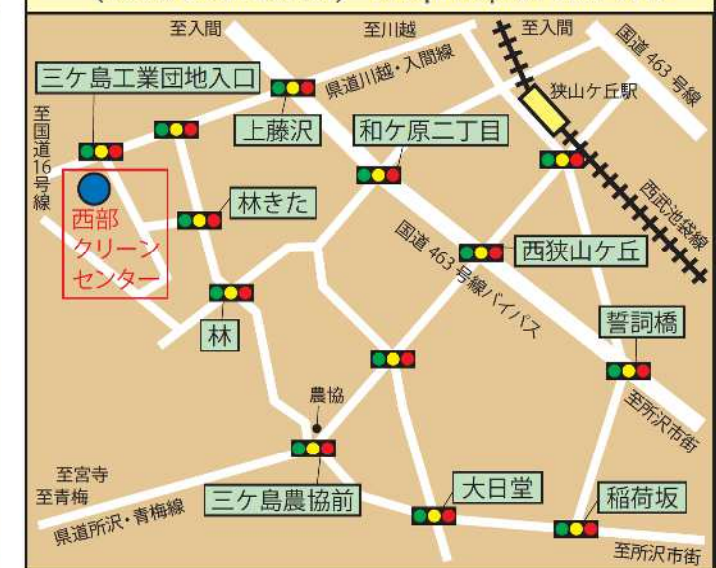 至入間
至川越
至入間
国道463号線
県道川越・入間線
三ケ島工業団地入口
狭山ケ丘駅
至国道16号線
上藤沢
和ケ原二丁目
西武池袋線
西部
クリーン
センター
林きた
国道463号線バイパス
西狭山ケ丘
林
誓詞橋
農協
至所沢市街
至宮寺
至青梅
三ケ島農協前
大日堂
稲荷坂
県道所沢・青梅線
至所沢市街